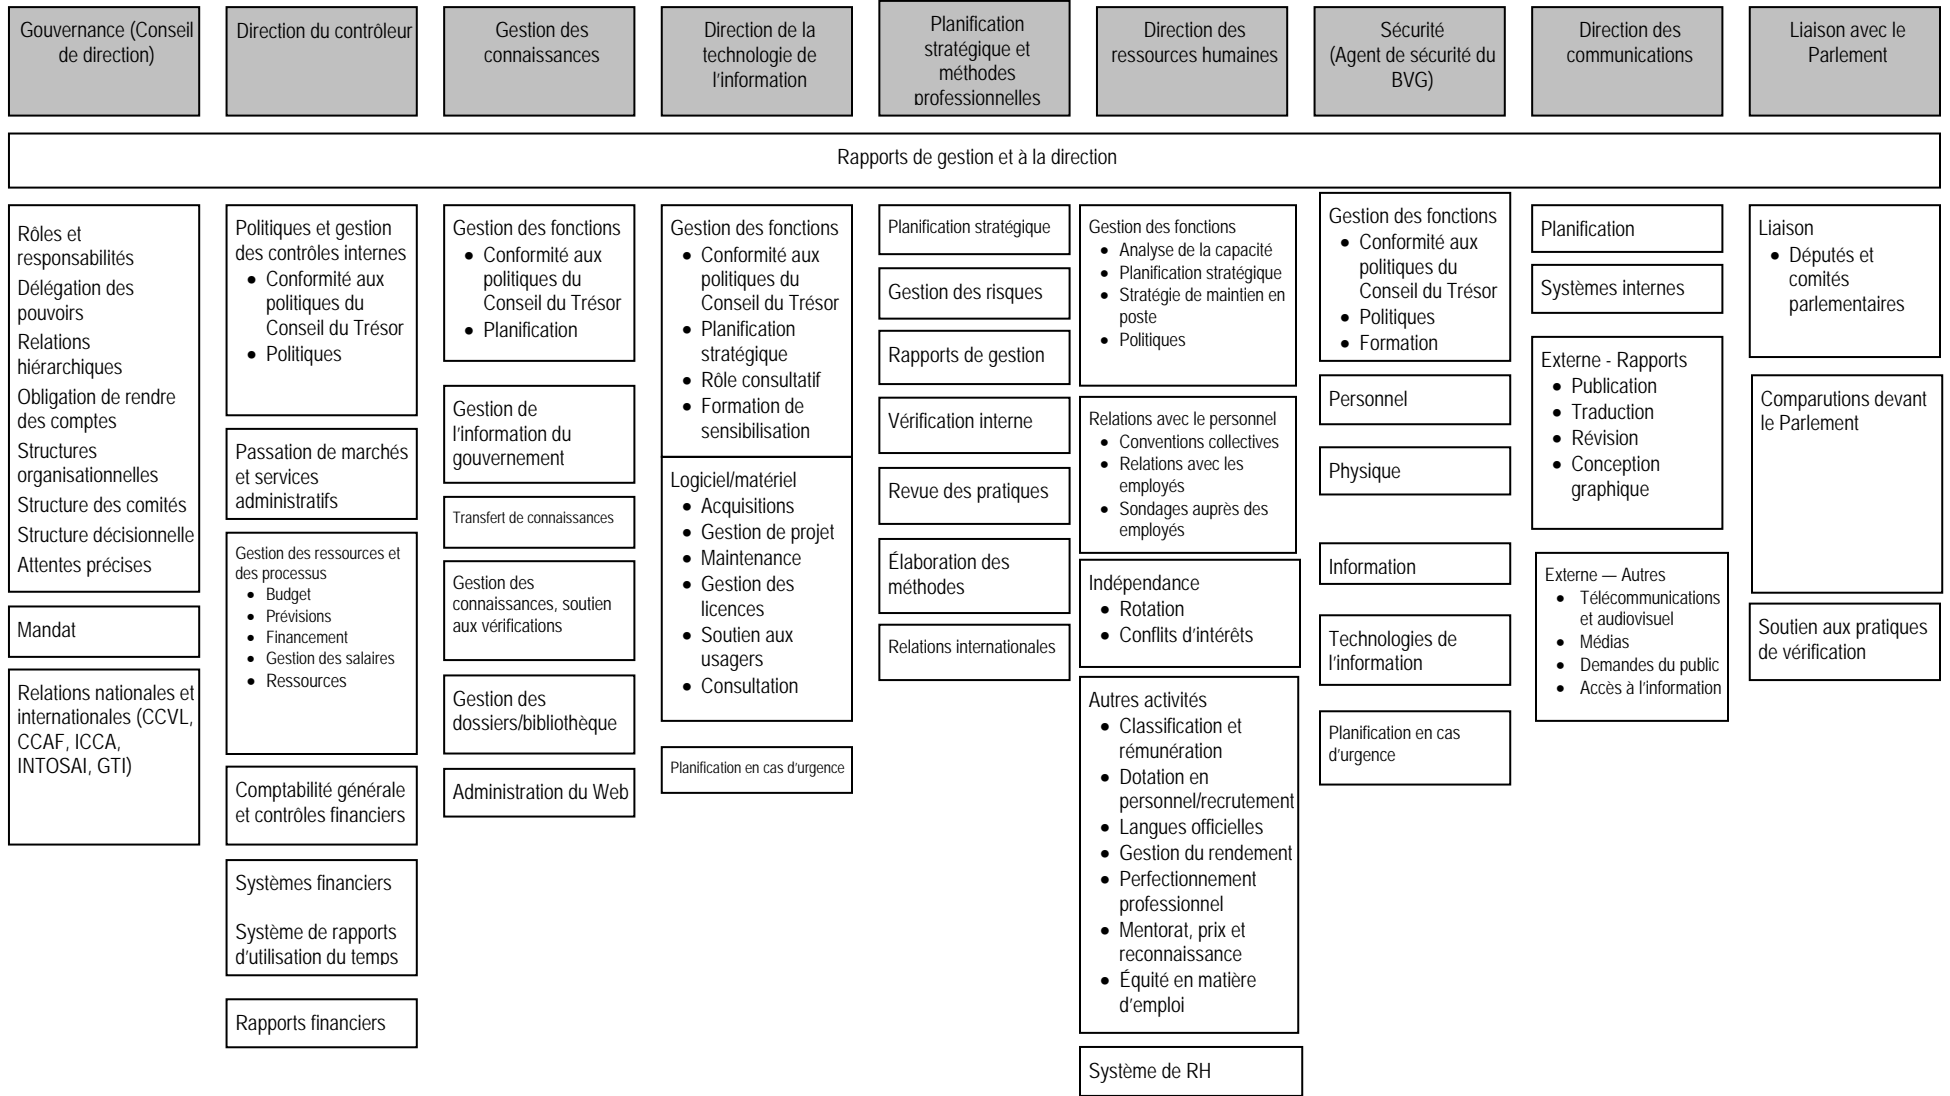 Gouvernance (Conseil
de direction)
Direction du contrôleur
Gestion des
connaissances
Direction de la
technologie de
l'information
Planification
stratégique et
méthodes
professionnelles
Direction des
ressources humaines
Sécurité
(Agent de sécurité du
BVG)
Direction des
communications
Liaison avec le
Parlement
Rapports de gestion et à la direction
Rôles et
responsabilités
Délégation des
pouvoirs
Relations
hiérarchiques
Obligation de rendre
des comptes
Structures
organisationnelles
Structure des comités
Structure décisionnelle
Attentes précises
Mandat
Relations nationales et
internationales (CCVL,
CCAF, ICCA,
INTOSAI, GTI)
Politiques et gestion
des contrôles internes
• Conformité aux
politiques du
Conseil du Trésor
• Politiques
Passation de marchés
et services
administratifs
Gestion des ressources et
des processus
• Budget
• Prévisions
• Financement
• Gestion des salaires
• Ressources
Comptabilité générale
et contrôles financiers
Systèmes financiers
Système de rapports
d'utilisation du temps
Rapports financiers
Gestion des fonctions
• Conformité aux
politiques du
Conseil du Trésor
• Planification
Gestion de
l'information du
gouvernement
Transfert de connaissances
Gestion des
connaissances, soutien
aux vérifications
Gestion des
dossiers/bibliothèque
Administration du Web
Gestion des fonctions
• Conformité aux
politiques du
Conseil du Trésor
• Planification
stratégique
• Rôle consultatif
• Formation de
sensibilisation
Logiciel/matériel
• Acquisitions
• Gestion de projet
• Maintenance
• Gestion des
licences
• Soutien aux
usagers
• Consultation
Planification en cas d'urgence
Planification stratégique
Gestion des risques
Rapports de gestion
Vérification interne
Revue des pratiques
Élaboration des
méthodes
Relations internationales
Gestion des fonctions
• Analyse de la capacité
• Planification stratégique
• Stratégie de maintien en
poste
• Politiques
Relations avec le personnel
• Conventions collectives
• Relations avec les
employés
• Sondages auprès des
employés
Indépendance
• Rotation
• Conflits d'intérêts
Autres activités
• Classification et
rémunération
• Dotation en
personnel/recrutement
• Langues officielles
• Gestion du rendement
• Perfectionnement
professionnel
• Mentorat, prix et
reconnaissance
• Équité en matière
d'emploi
Système de RH
Gestion des fonctions
• Conformité aux
politiques du
Conseil du Trésor
• Politiques
• Formation
Personnel
Physique
Information
Technologies de
l'information
Planification en cas
d'urgence
Planification
Systèmes internes
Externe - Rapports
• Publication
• Traduction
• Révision
• Conception
graphique
Externe — Autres
• Télécommunications
et audiovisuel
• Médias
• Demandes du public
• Accès à l'information
Liaison
• Députés et
comités
parlementaires
Comparutions devant
le Parlement
Soutien aux pratiques
de vérification